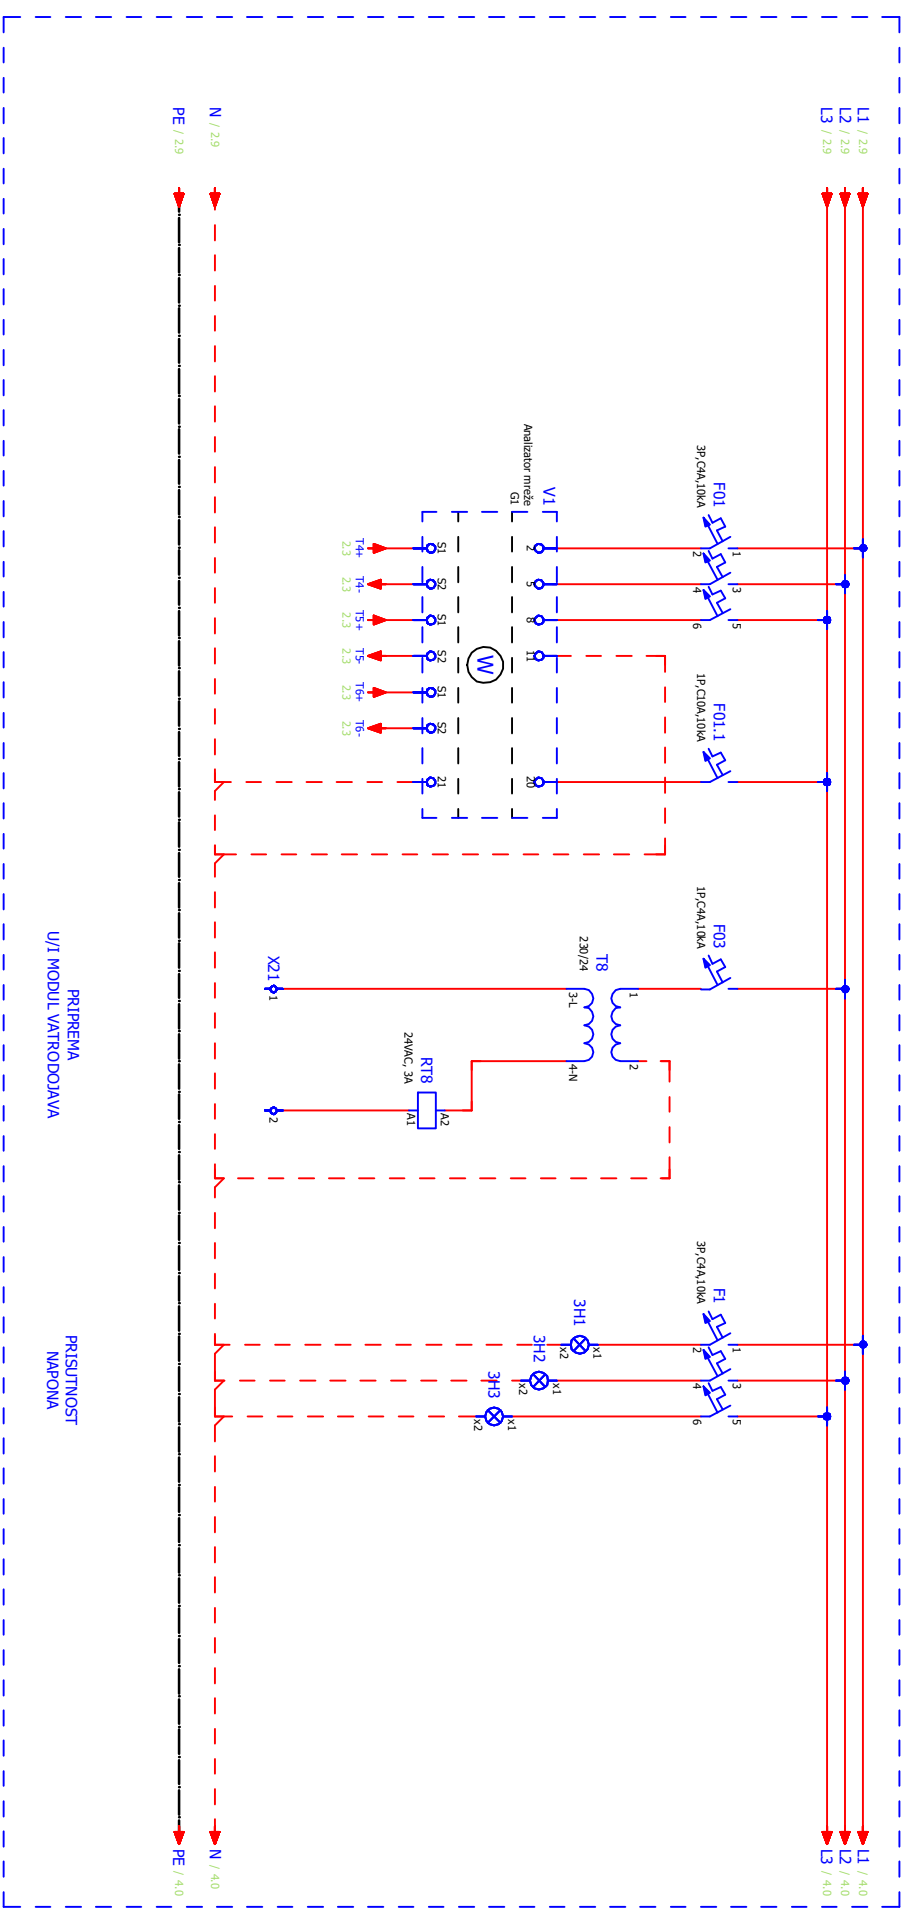 L1 / 2.9
L2 / 2.9
L3 / 2.9
L1 / 4.0
L2 / 4.0
L3 / 4.0
F01
3P,C4A,10kA
1
2
3
4
5
6
F01.1
1P,C10A,10kA
F03
1P,C4A,10kA
F1
3P,C4A,10kA
1
2
3
4
5
6
V1
G1
Analizator mreže
2
5
8
11
20
W
S1
S2
S1
S2
S1
S2
21
T4+
2.3
T4-
2.3
T5+
2.3
T5-
2.3
T6+
2.3
T6-
2.3
T8
230/24
1
2
3-L
4-N
RT8
24VAC, 3A
A2
A1
X21
1
2
3H1
x1
x2
3H2
x1
x2
3H3
x1
x2
N / 2.9
N / 4.0
PE / 2.9
PE / 4.0
PRIPREMA
U/I MODUL VATRODOJAVA
PRISUTNOST
NAPONA